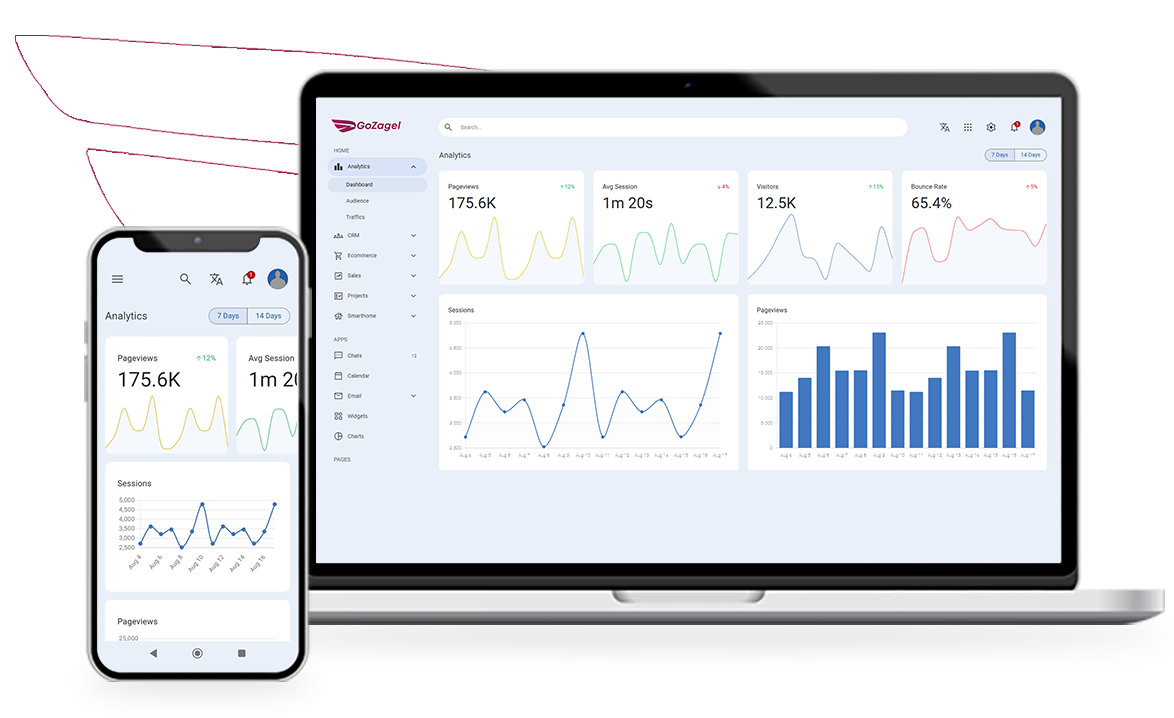 GoZagel
Search...
HOME
Analytics
Dashboard
Audience
Traffics
CRM
Ecommerce
Sales
Projects
Smarthome
APPS
Chats 12
Calendar
Email
Widgets
Charts
PAGES
Analytics
7 Days 14 Days
Pageviews ↑12%
175.6K
Avg Session ↓4%
1m 20s
Visitors ↑15%
12.5K
Bounce Rate ↑5%
65.4%
Sessions
5 000
4 500
4 000
3 500
3 000
2 500
Aug 4 Aug 5 Aug 6 Aug 7 Aug 8 Aug 9 Aug 10 Aug 11 Aug 12 Aug 13 Aug 14 Aug 15 Aug 16 Aug 17
Pageviews
25 000
20 000
15 000
10 000
5 000
0
Aug 4 Aug 5 Aug 6 Aug 7 Aug 8 Aug 9 Aug 10 Aug 11 Aug 12 Aug 13 Aug 14 Aug 15 Aug 16 Aug 17
1
Analytics
7 Days 14 Days
Pageviews ↑12%
175.6K
Avg Session
1m 20
Sessions
5,000
4,500
4,000
3,500
3,000
2,500
Aug 4 Aug 6 Aug 8 Aug 10 Aug 12 Aug 14 Aug 16
Pageviews
25,000